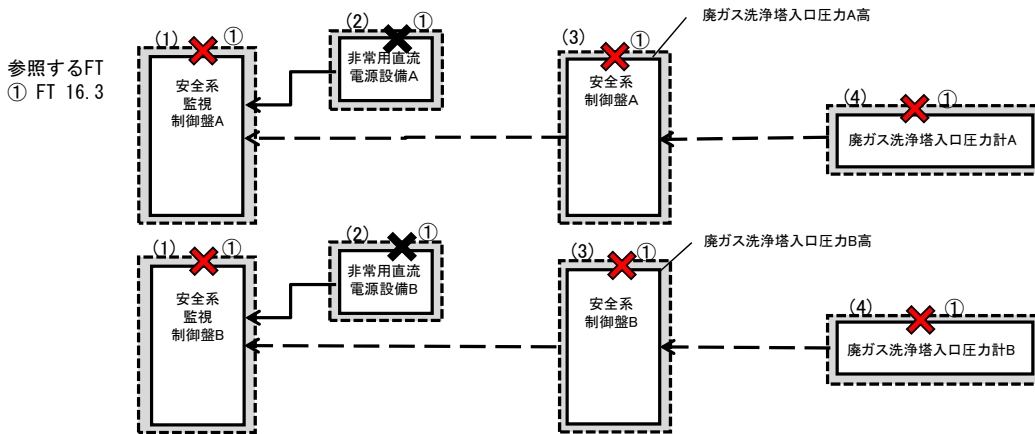 参照するFT
① FT 16.3
(1) ①
安全系
監視
制御盤A
(2) ①
非常用直流
電源設備A
(3) ①
安全系
制御盤A
廃ガス洗浄塔入口圧力A高
(4) ①
廃ガス洗浄塔入口圧力計A
(1) ①
安全系
監視
制御盤B
(2) ①
非常用直流
電源設備B
(3) ①
安全系
制御盤B
廃ガス洗浄塔入口圧力B高
(4) ①
廃ガス洗浄塔入口圧力計B